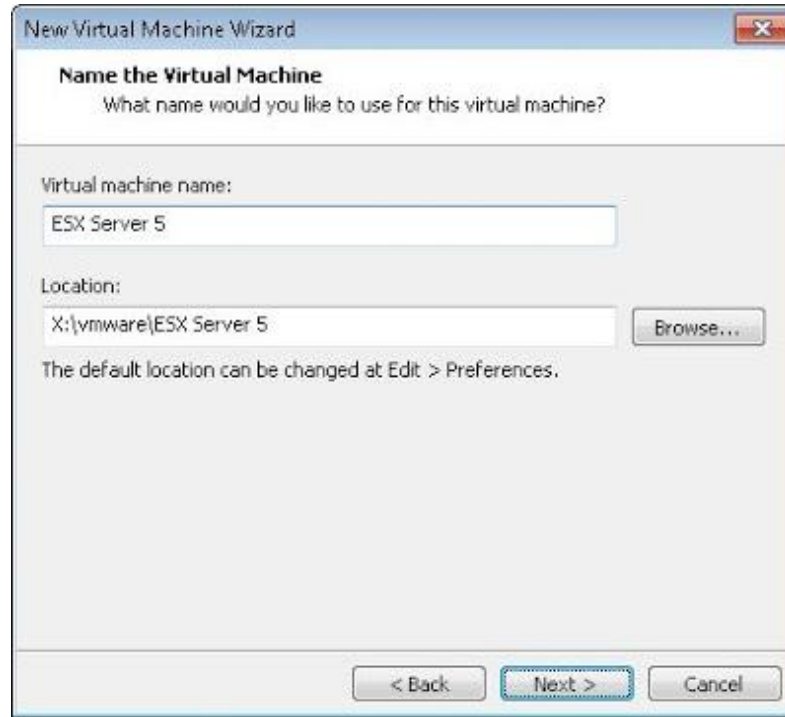 New Virtual Machine Wizard
Name the Virtual Machine
What name would you like to use for this virtual machine?
Virtual machine name:
ESX Server 5
Location:
X:\vmware\ESX Server 5
Browse...
The default location can be changed at Edit > Preferences.
< Back Next > Cancel